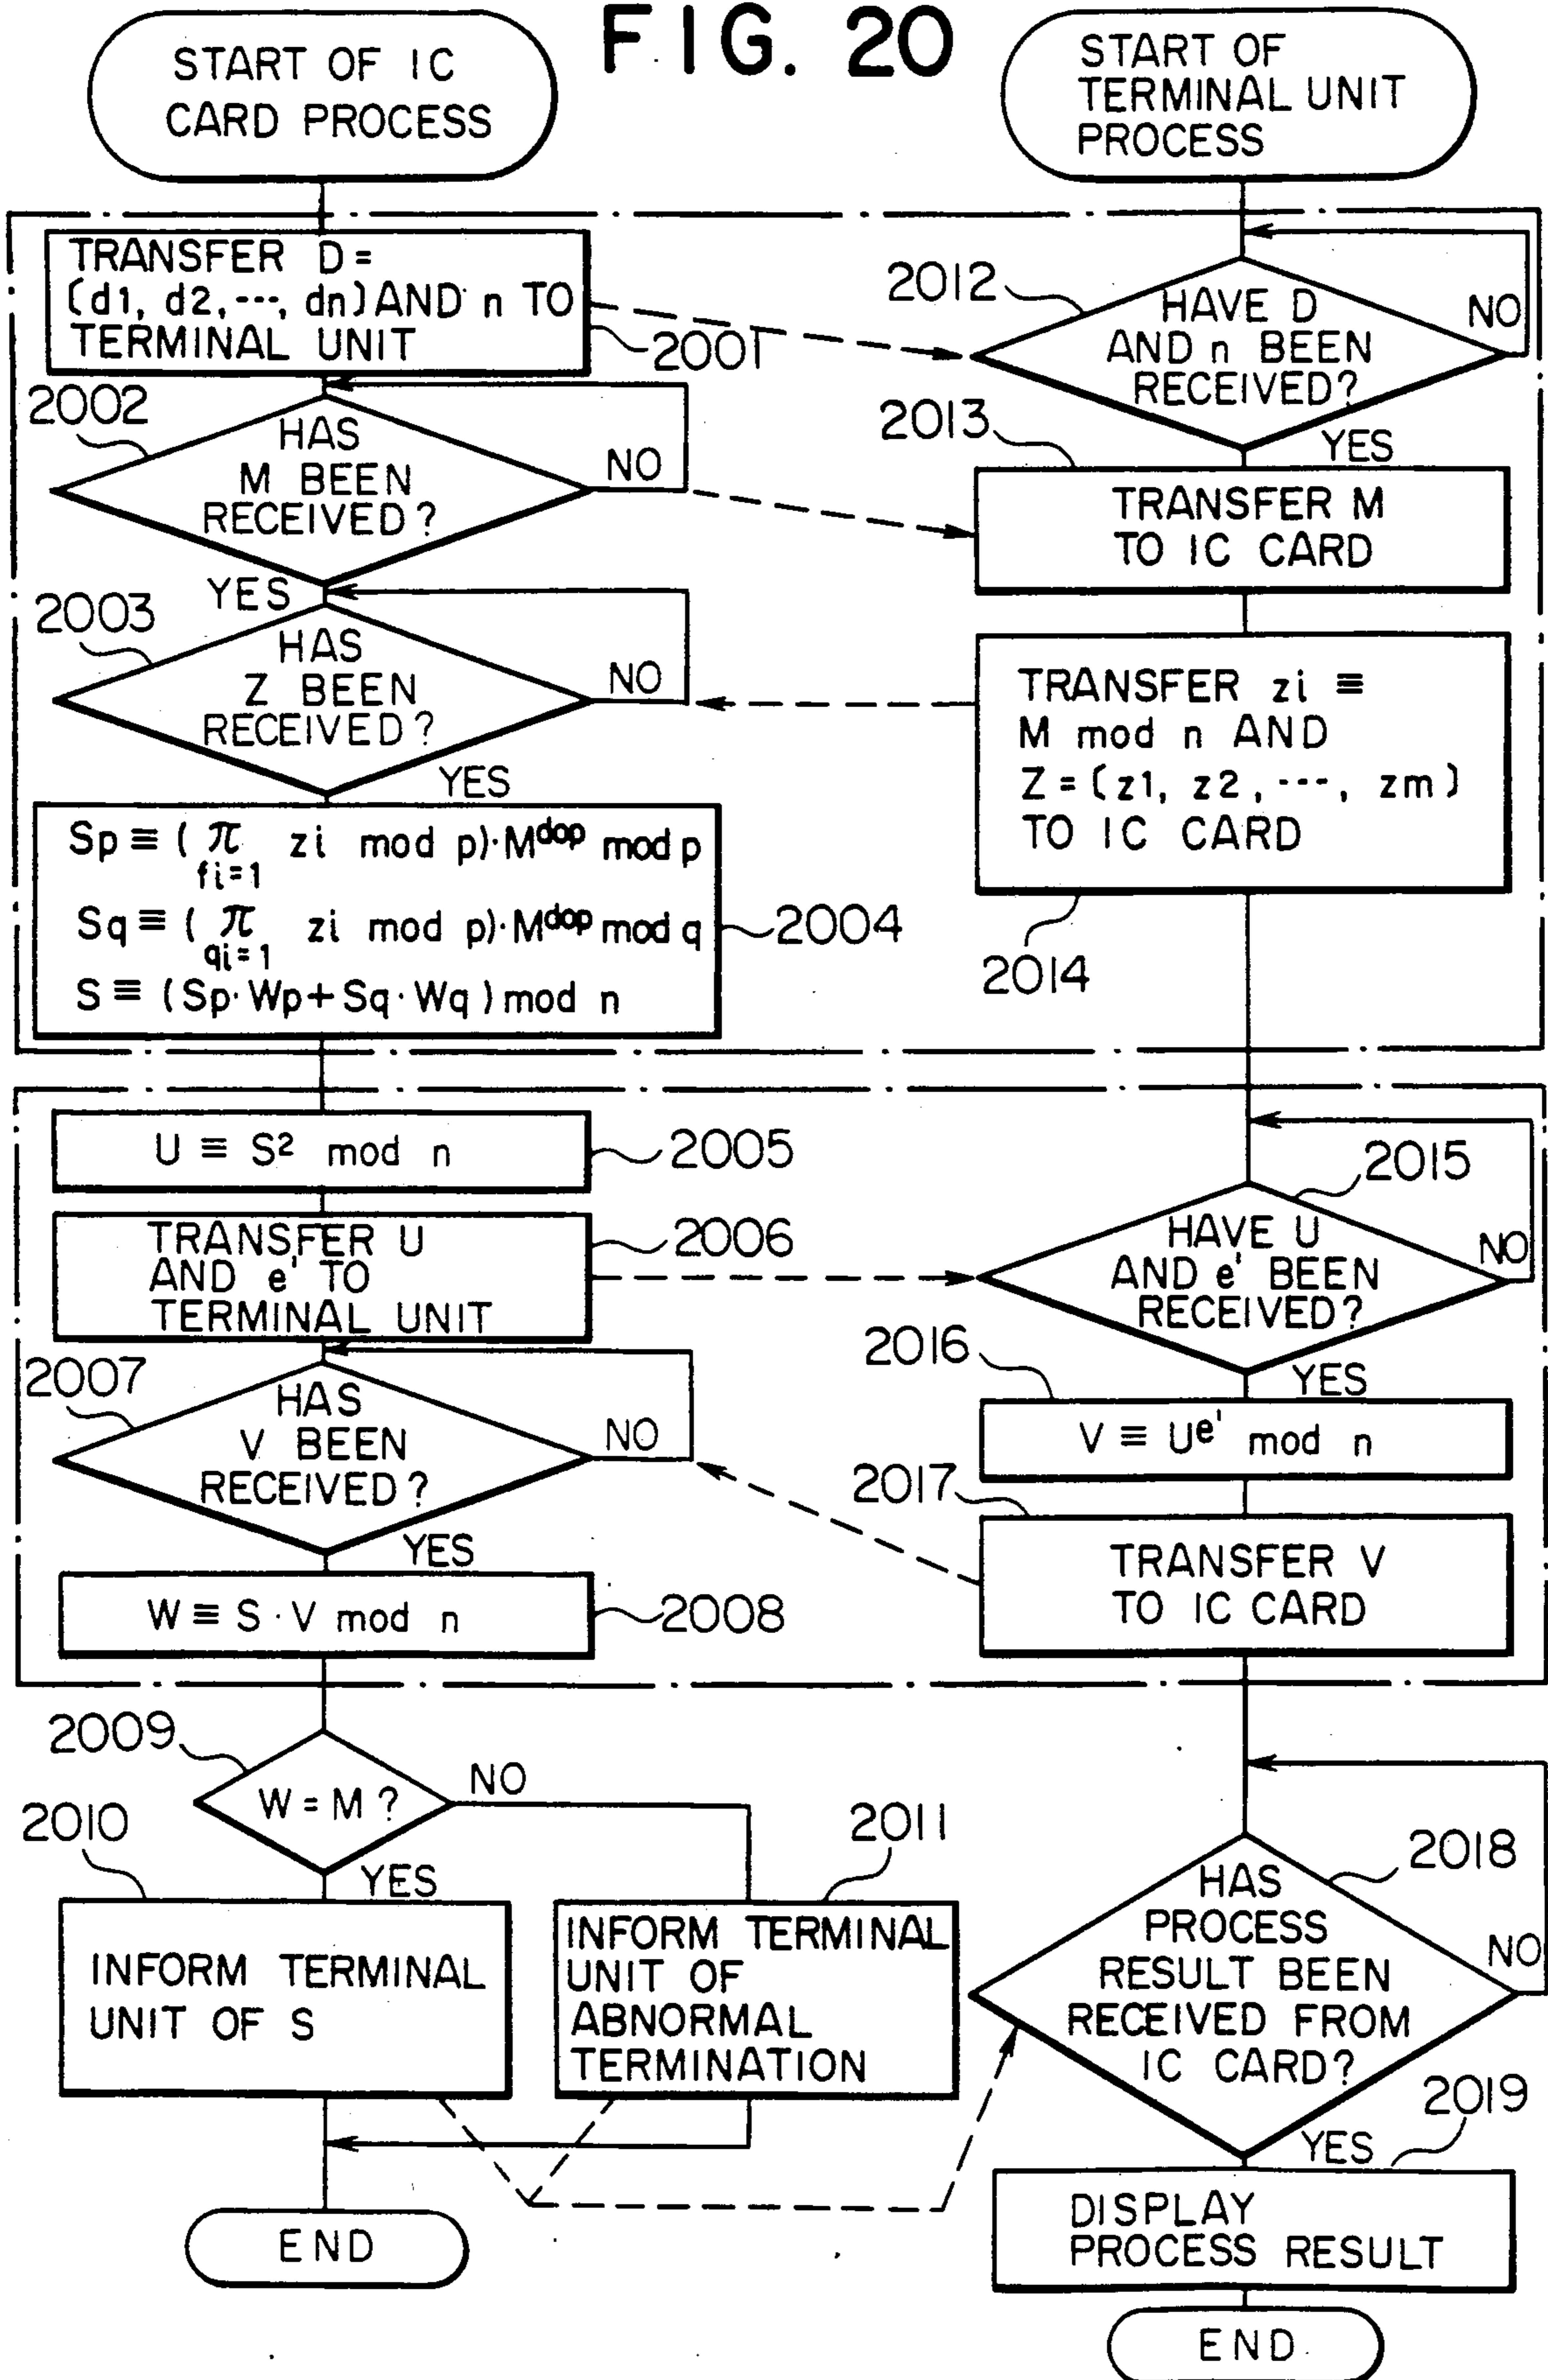 FIG. 20
START OF IC
CARD PROCESS
START OF
TERMINAL UNIT
PROCESS
TRANSFER D=
(d1, d2,---, dn) AND n TO
TERMINAL UNIT
2001
2002
HAS
M BEEN
RECEIVED?
NO
YES
2003
HAS
Z BEEN
RECEIVED?
NO
YES
Sp ≡ ( π zi mod p)·M^dop mod p
fi=1
Sq ≡ ( π zi mod p)·M^dop mod q
qi=1
S ≡ (Sp·Wp+Sq·Wq) mod n
2004
2012
HAVE D
AND n BEEN
RECEIVED?
NO
YES
2013
TRANSFER M
TO IC CARD
TRANSFER zi ≡
M mod n AND
Z=(z1, z2,---, zm)
TO IC CARD
2014
U ≡ S² mod n
2005
TRANSFER U
AND e' TO
TERMINAL UNIT
2006
2007
HAS
V BEEN
RECEIVED?
NO
YES
W ≡ S·V mod n
2008
2015
HAVE U
AND e' BEEN
RECEIVED?
NO
YES
2016
V ≡ U^e' mod n
2017
TRANSFER V
TO IC CARD
2009
W=M?
NO
YES
2010
INFORM TERMINAL
UNIT OF S
2011
INFORM TERMINAL
UNIT OF
ABNORMAL
TERMINATION
END
2018
HAS
PROCESS
RESULT BEEN
RECEIVED FROM
IC CARD?
NO
YES
2019
DISPLAY
PROCESS RESULT
END